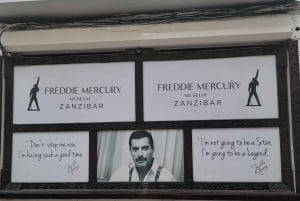 FREDDIE MERCURY
MUSEUM
ZANZIBAR
FREDDIE MERCURY
MUSEUM
ZANZIBAR
"Don't stop me now,
I'm having such a good time."
"I'm not going to be a Star,
I'm going to be a Legend."